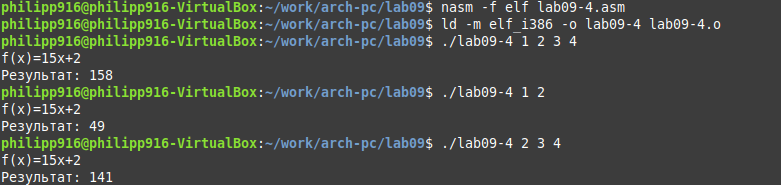 philipp916@philipp916-VirtualBox:~/work/arch-pc/lab09$ nasm -f elf lab09-4.asm
philipp916@philipp916-VirtualBox:~/work/arch-pc/lab09$ ld -m elf_i386 -o lab09-4 lab09-4.o
philipp916@philipp916-VirtualBox:~/work/arch-pc/lab09$ ./lab09-4 1 2 3 4
f(x)=15x+2
Результат: 158
philipp916@philipp916-VirtualBox:~/work/arch-pc/lab09$ ./lab09-4 1 2
f(x)=15x+2
Результат: 49
philipp916@philipp916-VirtualBox:~/work/arch-pc/lab09$ ./lab09-4 2 3 4
f(x)=15x+2
Результат: 141